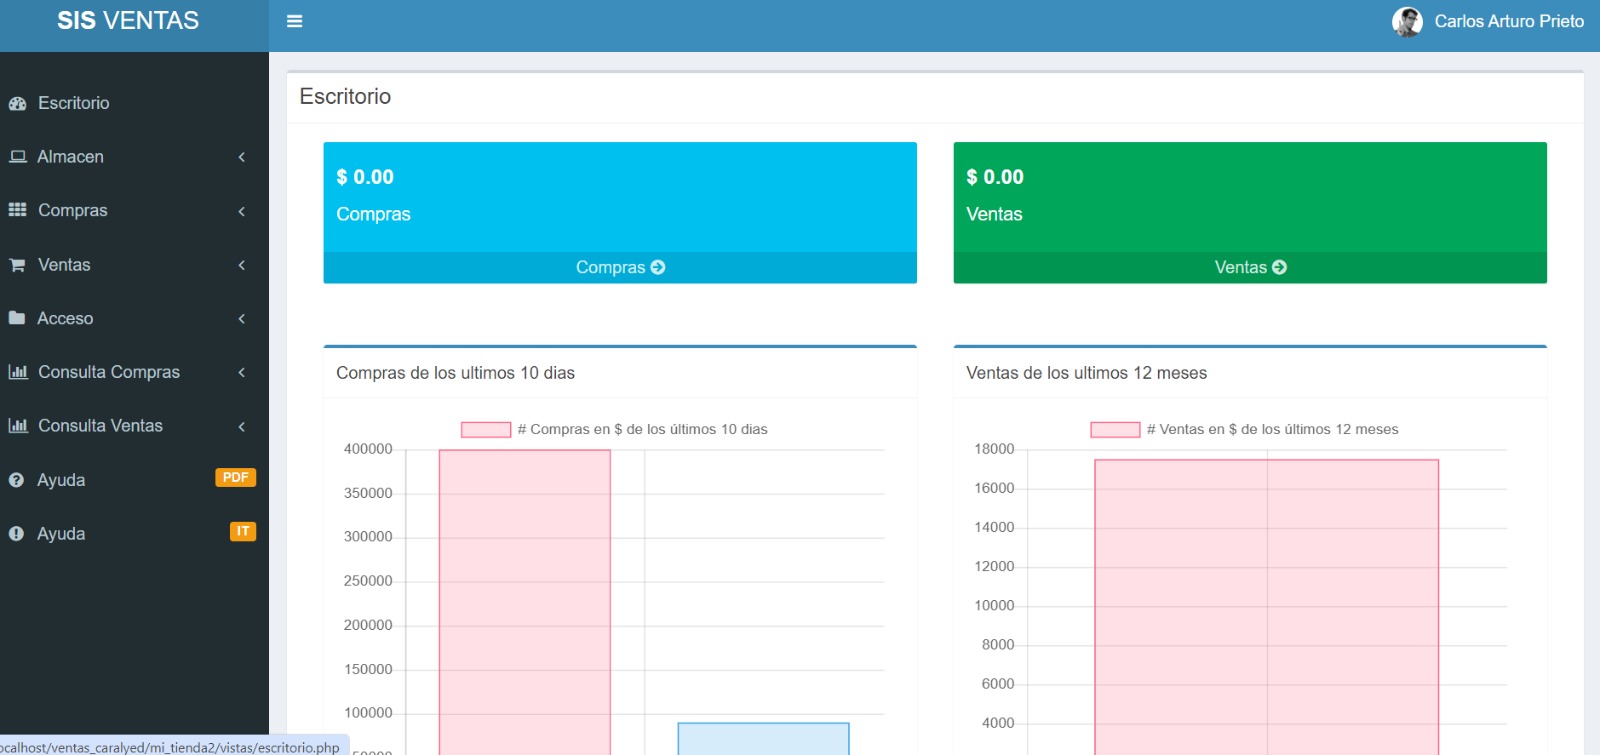 SIS VENTAS
Carlos Arturo Prieto
Escritorio
Almacen
Compras
Ventas
Acceso
Consulta Compras
Consulta Ventas
Ayuda PDF
Ayuda IT
Escritorio
$ 0.00
Compras
Compras
$ 0.00
Ventas
Ventas
Compras de los ultimos 10 dias
# Compras en $ de los últimos 10 dias
400000
350000
300000
250000
200000
150000
100000
Ventas de los ultimos 12 meses
# Ventas en $ de los últimos 12 meses
18000
16000
14000
12000
10000
8000
6000
4000
ocalhost/ventas_caralyed/mi_tienda2/vistas/escritorio.php